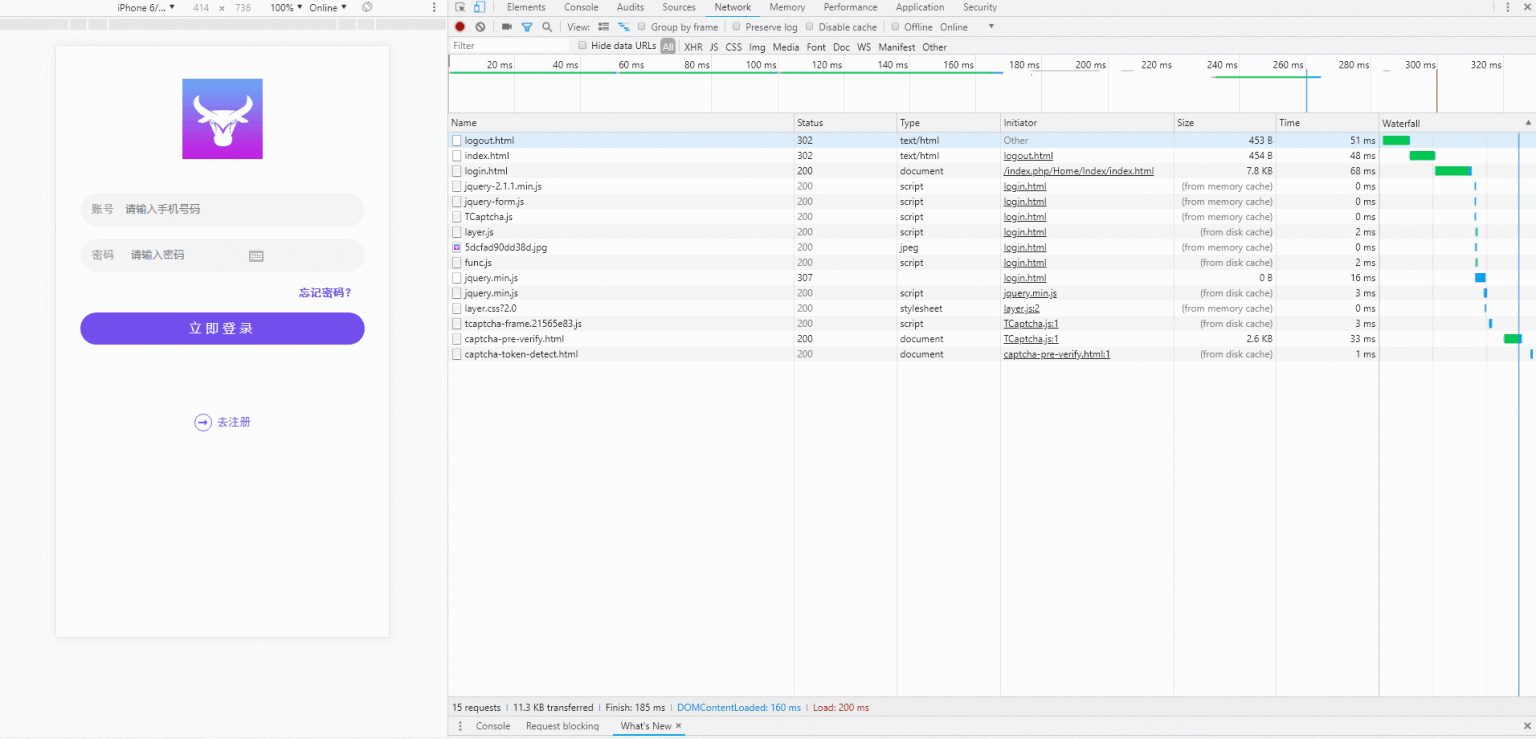 iPhone 6/... ▼ 414 × 736 100% ▼ Online ▼
账号 请输入手机号码
密码 请输入密码
忘记密码?
立即登录
去注册
Elements Console Audits Sources Network Memory Performance Application Security
View: Group by frame Preserve log Disable cache Offline Online ▼
Filter Hide data URLs All XHR JS CSS Img Media Font Doc WS Manifest Other
20 ms 40 ms 60 ms 80 ms 100 ms 120 ms 140 ms 160 ms 180 ms 200 ms 220 ms 240 ms 260 ms 280 ms 300 ms 320 ms
Name Status Type Initiator Size Time Waterfall
logout.html 302 text/html Other 453 B 51 ms
index.html 302 text/html logout.html 454 B 48 ms
login.html 200 document /index.php/Home/Index/index.html 7.8 KB 68 ms
jquery-2.1.1.min.js 200 script login.html (from memory cache) 0 ms
jquery-form.js 200 script login.html (from memory cache) 0 ms
TCaptcha.js 200 script login.html (from memory cache) 0 ms
layer.js 200 script login.html (from disk cache) 2 ms
5dcfad90dd38d.jpg 200 jpeg login.html (from memory cache) 0 ms
func.js 200 script login.html (from disk cache) 2 ms
jquery.min.js 307 login.html 0 B 16 ms
jquery.min.js 200 script jquery.min.js (from disk cache) 3 ms
layer.css?2.0 200 stylesheet layer.js:2 (from memory cache) 0 ms
tcaptcha-frame.21565e83.js 200 script TCaptcha.js:1 (from disk cache) 3 ms
captcha-pre-verify.html 200 document TCaptcha.js:1 2.6 KB 33 ms
captcha-token-detect.html 200 document captcha-pre-verify.html:1 (from disk cache) 1 ms
15 requests | 11.3 KB transferred | Finish: 185 ms | DOMContentLoaded: 160 ms | Load: 200 ms
Console Request blocking What's New ×